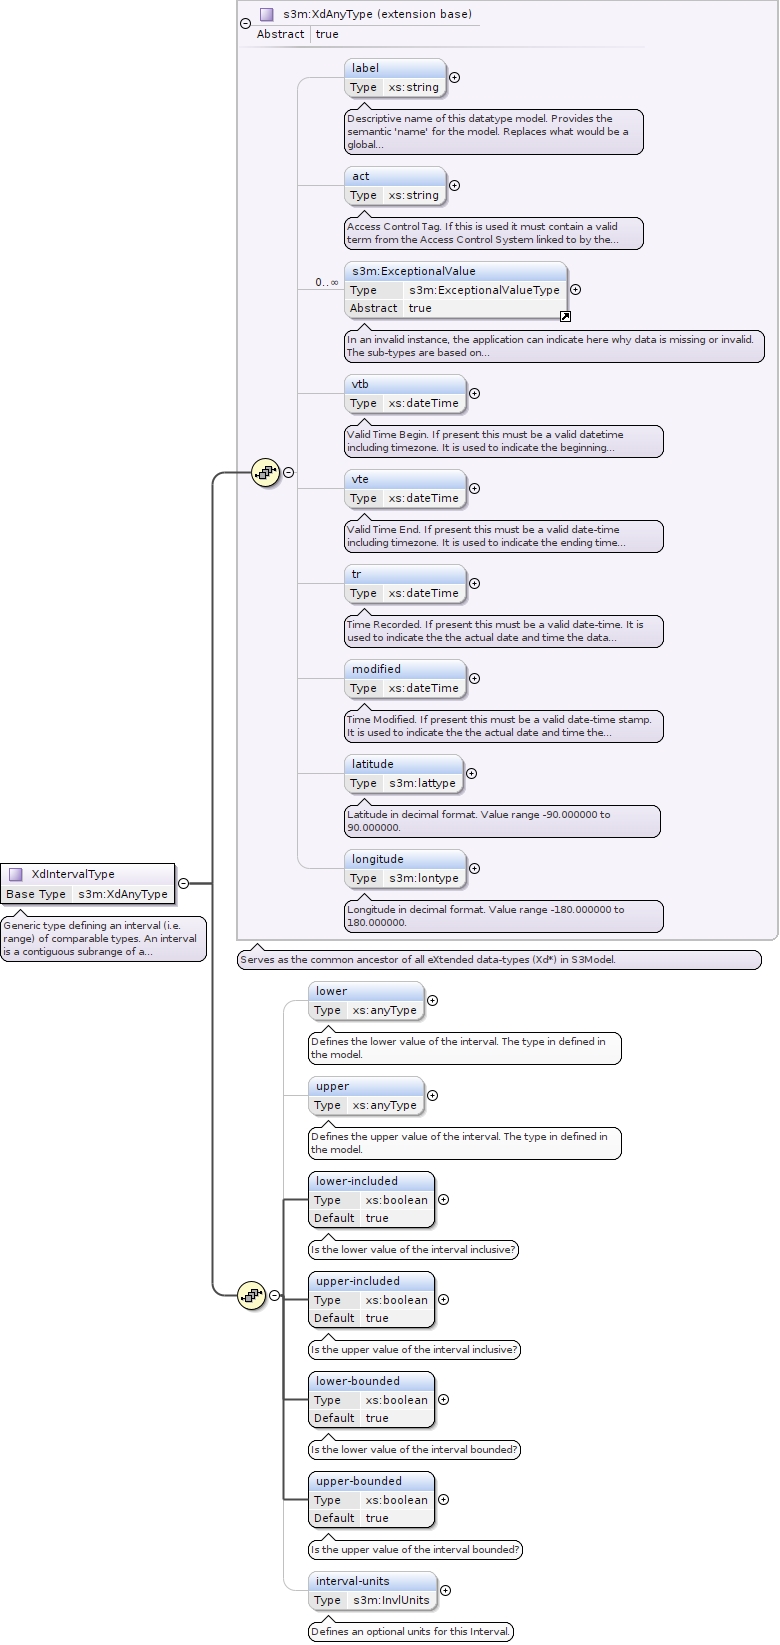 s3m:XdAnyType (extension base)
Abstract true
label
Type xs:string
Descriptive name of this datatype model. Provides the
semantic 'name' for the model. Replaces what would be a
global...
act
Type xs:string
Access Control Tag. If this is used it must contain a valid
term from the Access Control System linked to by the...
0..∞
s3m:ExceptionalValue
Type s3m:ExceptionalValueType
Abstract true
In an invalid instance, the application can indicate here why data is missing or invalid.
The sub-types are based on...
vtb
Type xs:dateTime
Valid Time Begin. If present this must be a valid datetime
including timezone. It is used to indicate the beginning...
vte
Type xs:dateTime
Valid Time End. If present this must be a valid date-time
including timezone. It is used to indicate the ending time...
tr
Type xs:dateTime
Time Recorded. If present this must be a valid date-time. It is
used to indicate the the actual date and time the data...
modified
Type xs:dateTime
Time Modified. If present this must be a valid date-time stamp.
It is used to indicate the the actual date and time the...
latitude
Type s3m:lattype
Latitude in decimal format. Value range -90.000000 to
90.000000.
longitude
Type s3m:lontype
Longitude in decimal format. Value range -180.000000 to
180.000000.
XdIntervalType
Base Type s3m:XdAnyType
Generic type defining an interval (i.e.
range) of comparable types. An interval
is a contiguous subrange of a...
Serves as the common ancestor of all eXtended data-types (Xd*) in S3Model.
lower
Type xs:anyType
Defines the lower value of the interval. The type in defined in
the model.
upper
Type xs:anyType
Defines the upper value of the interval. The type in defined in
the model.
lower-included
Type xs:boolean
Default true
Is the lower value of the interval inclusive?
upper-included
Type xs:boolean
Default true
Is the upper value of the interval inclusive?
lower-bounded
Type xs:boolean
Default true
Is the lower value of the interval bounded?
upper-bounded
Type xs:boolean
Default true
Is the upper value of the interval bounded?
interval-units
Type s3m:InvlUnits
Defines an optional units for this Interval.